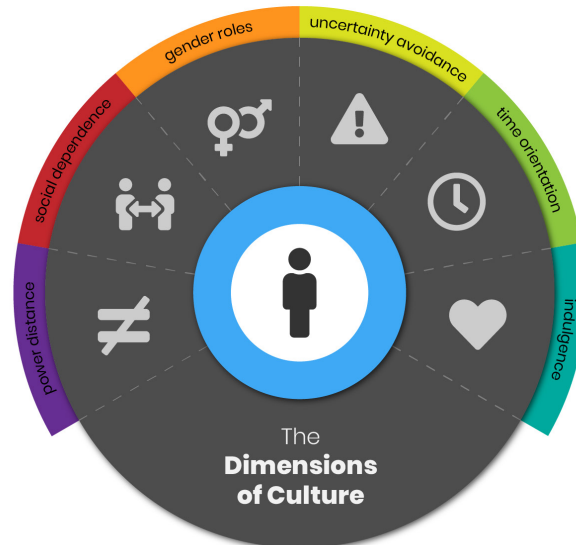 power distance
social dependence
gender roles
uncertainty avoidance
time orientation
indulgence
The
Dimensions
of Culture